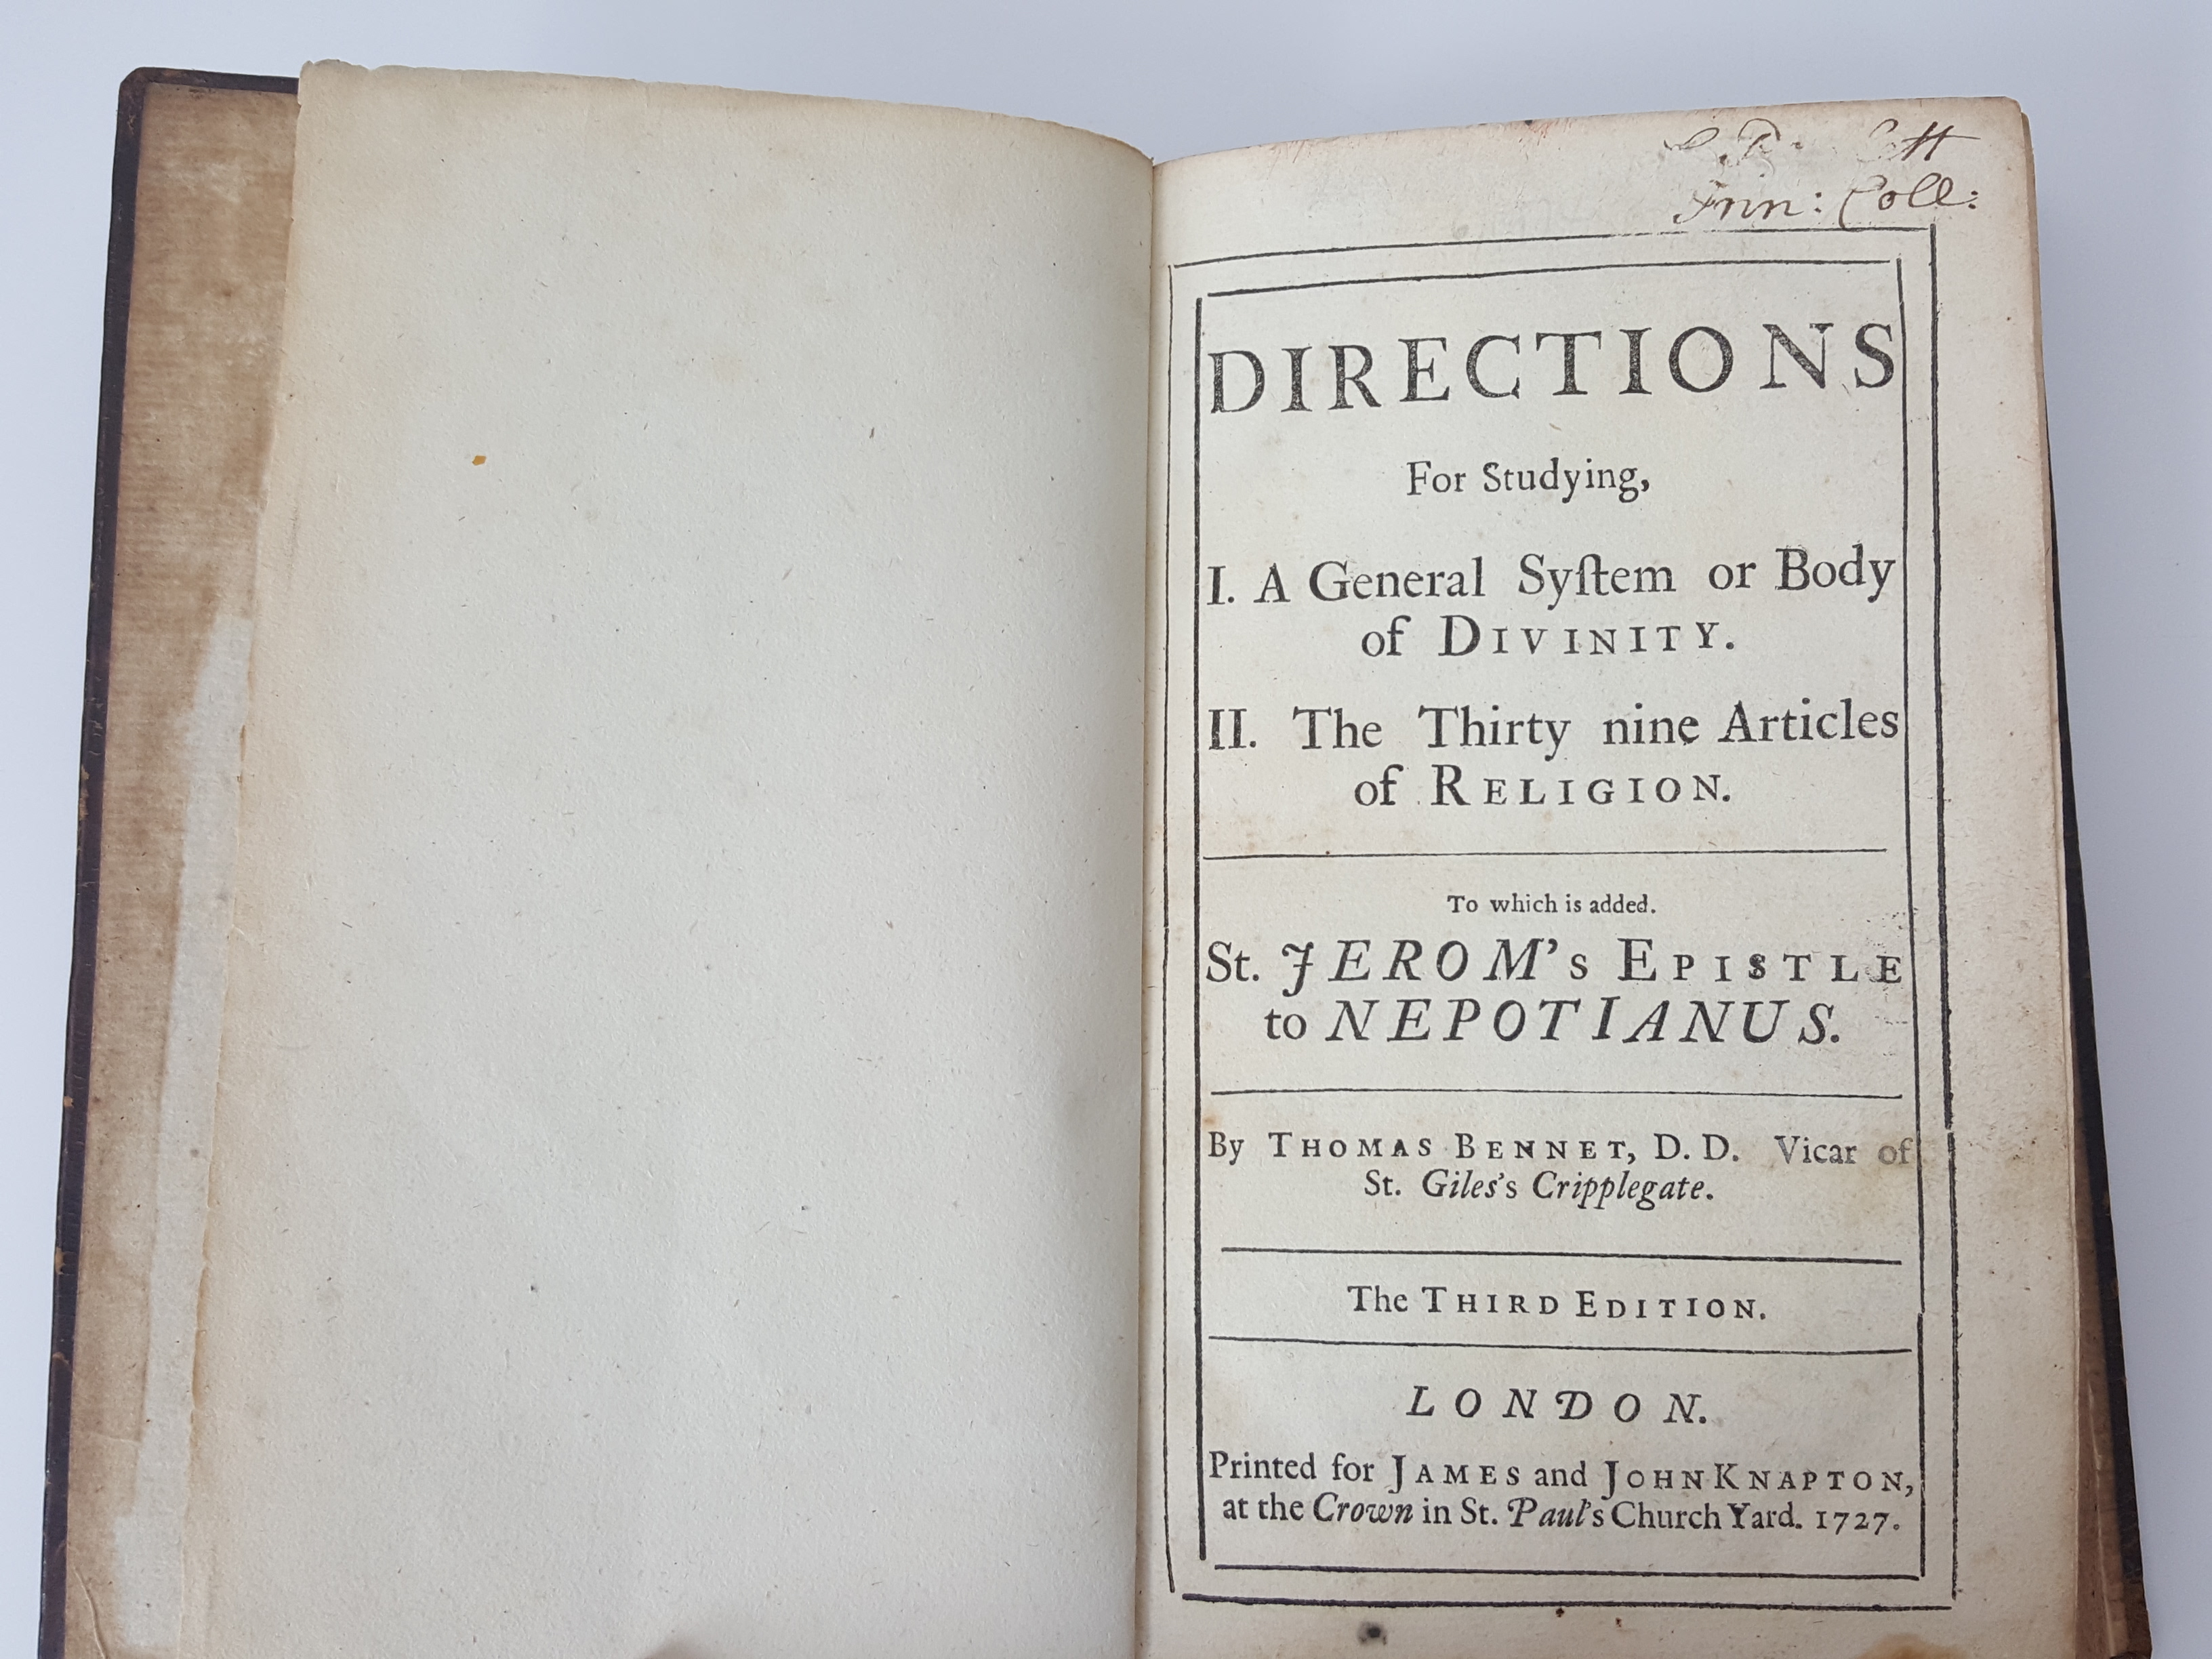 Trin: Coll:
DIRECTIONS
For Studying,
I. A General Syſtem or Body
of DIVINITY.
II. The Thirty nine Articles
of RELIGION.
To which is added.
St. JEROM's EPISTLE
to NEPOTIANUS.
By THOMAS BENNET, D. D. Vicar of
St. Giles's Cripplegate.
The THIRD EDITION.
LONDON.
Printed for JAMES and JOHN KNAPTON,
at the Crown in St. Paul's Church Yard. 1727.